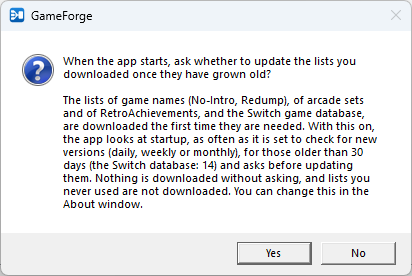 GameForge
When the app starts, ask whether to update the lists you
downloaded once they have grown old?
The lists of game names (No-Intro, Redump), of arcade sets
and of RetroAchievements, and the Switch game database,
are downloaded the first time they are needed. With this on,
the app looks at startup, as often as it is set to check for new
versions (daily, weekly or monthly), for those older than 30
days (the Switch database: 14) and asks before updating
them. Nothing is downloaded without asking, and lists you
never used are not downloaded. You can change this in the
About window.
Yes
No